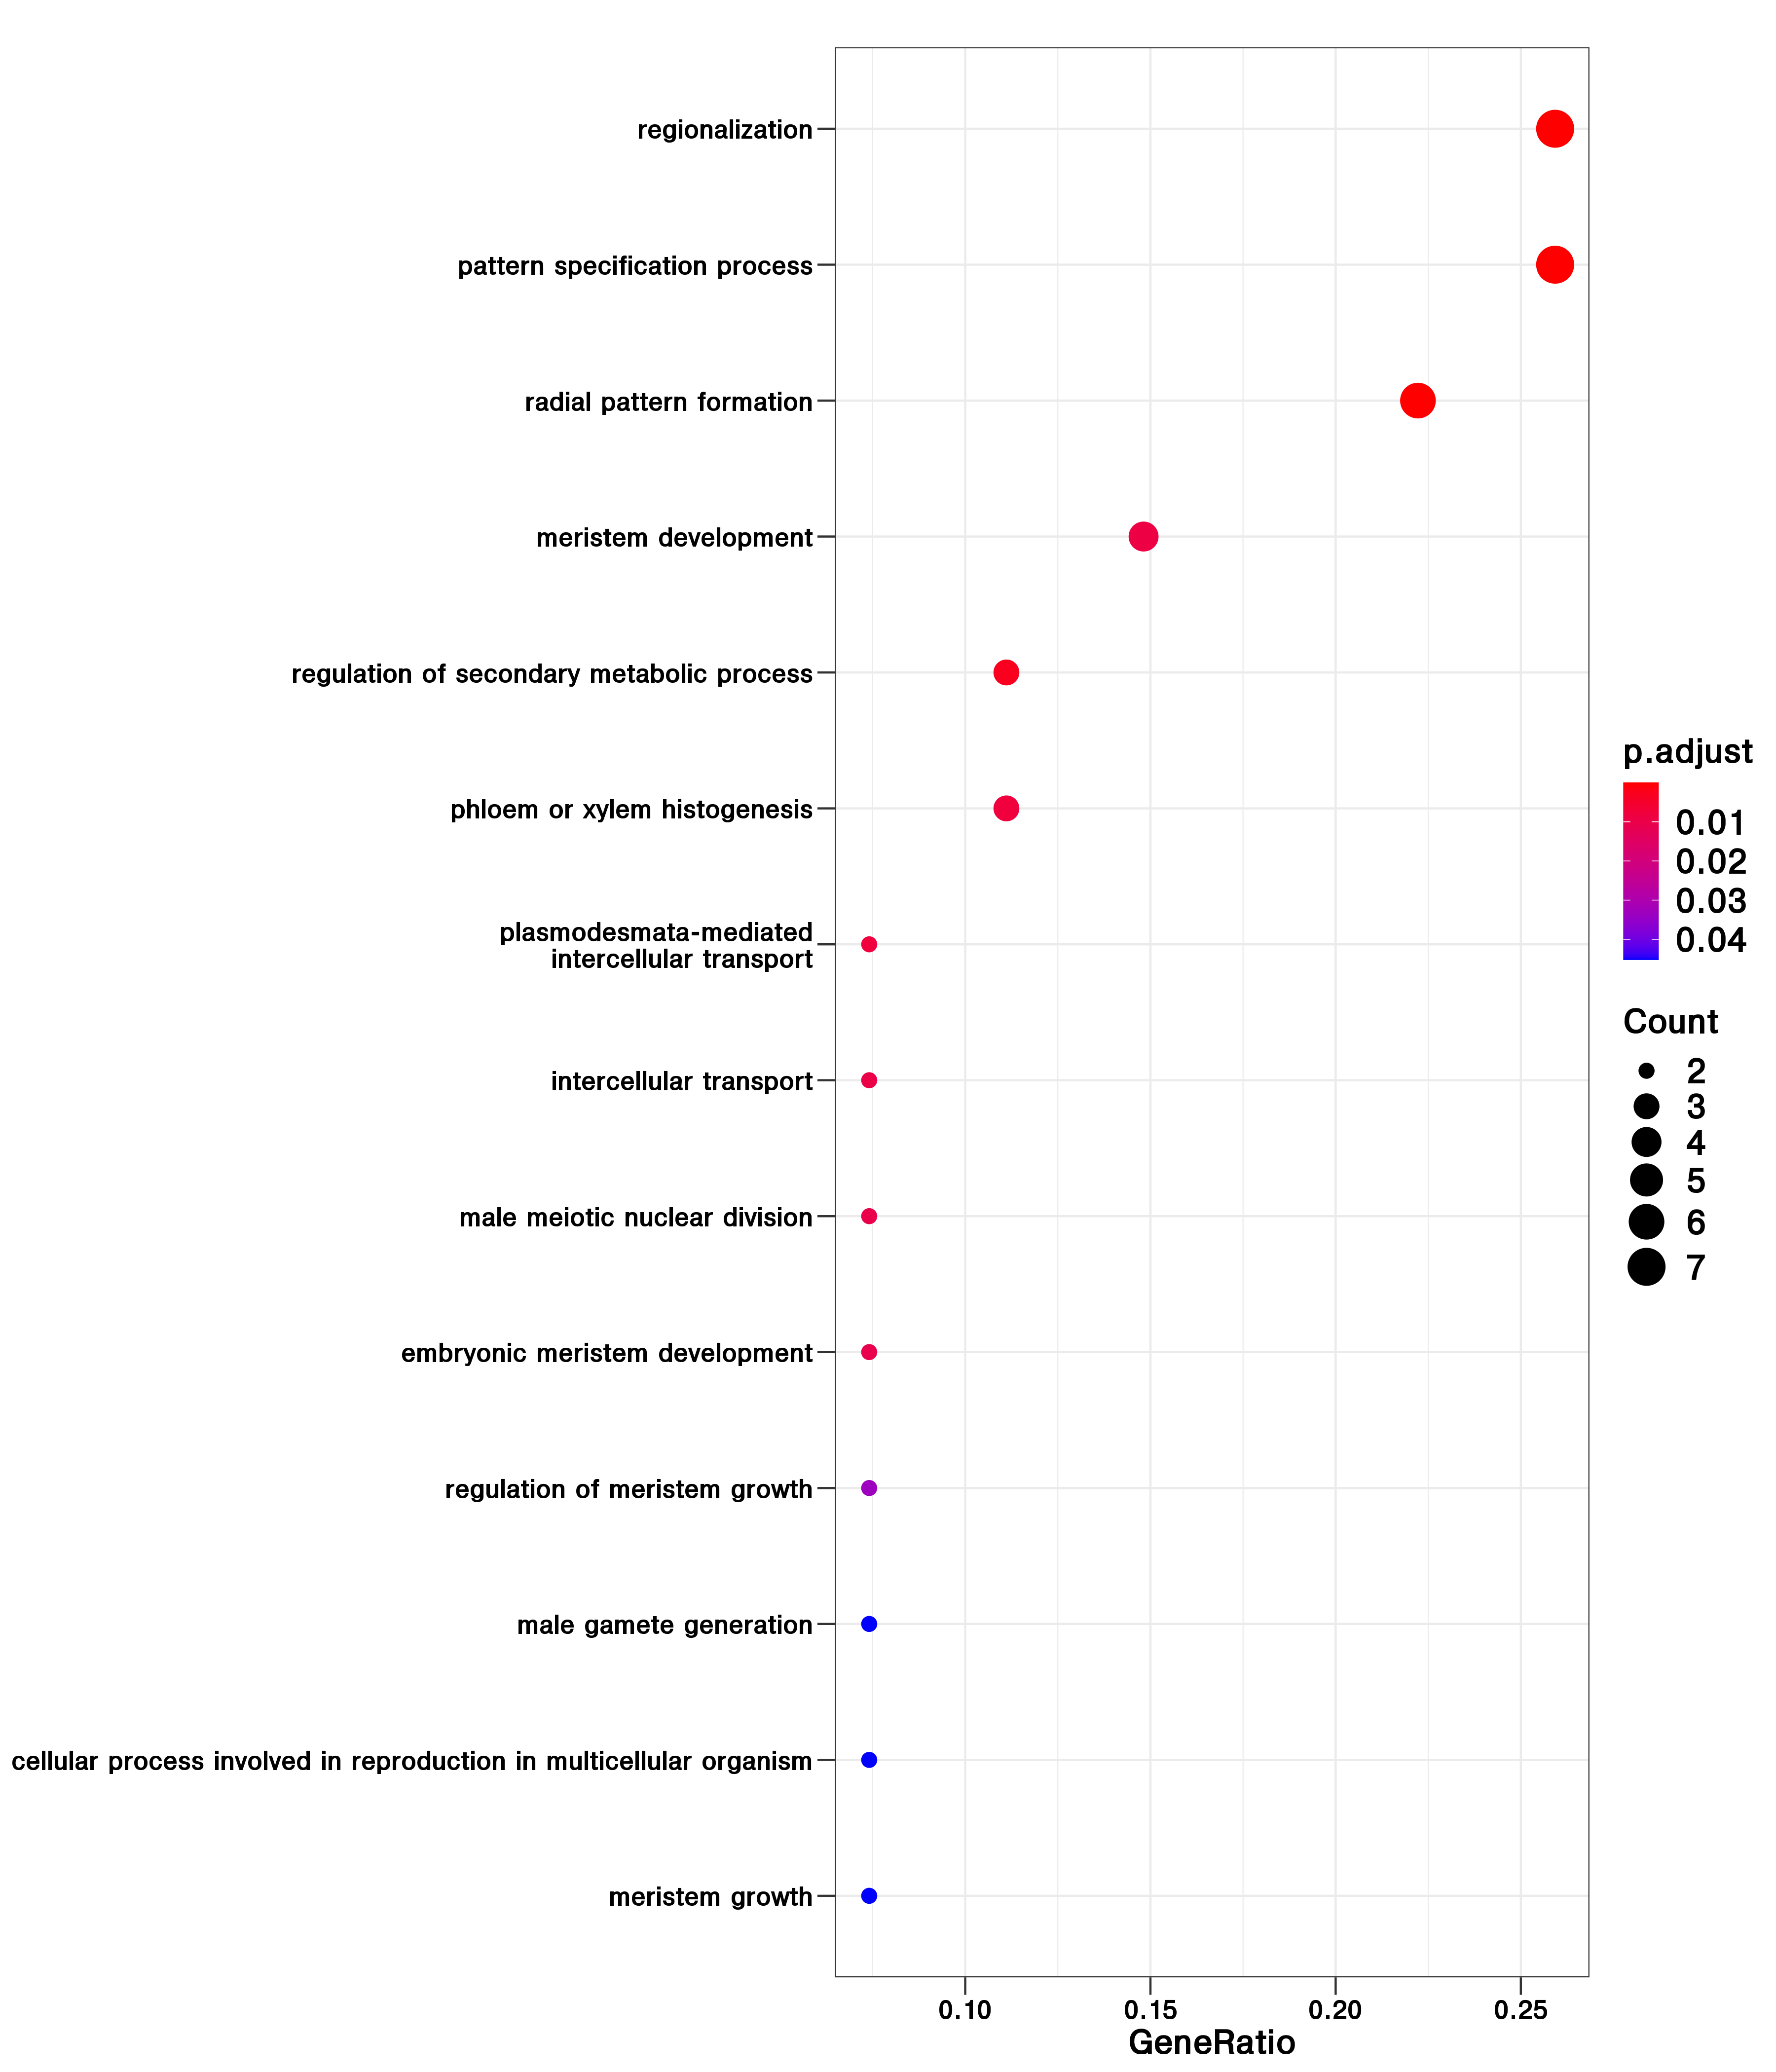 regionalization
pattern specification process
radial pattern formation
meristem development
regulation of secondary metabolic process
phloem or xylem histogenesis
plasmodesmata-mediated
intercellular transport
intercellular transport
male meiotic nuclear division
embryonic meristem development
regulation of meristem growth
male gamete generation
cellular process involved in reproduction in multicellular organism
meristem growth
0.10 0.15 0.20 0.25
GeneRatio
p.adjust
0.01
0.02
0.03
0.04
Count
2
3
4
5
6
7